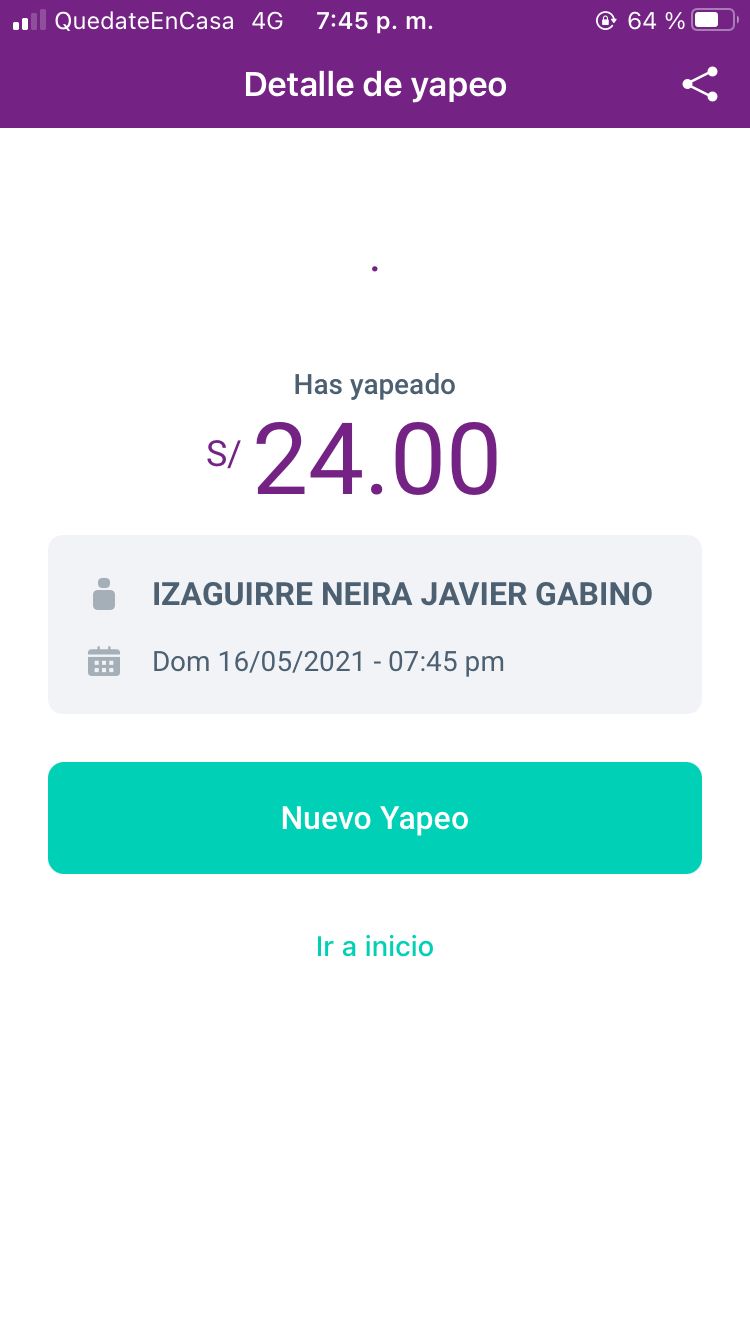 QuedateEnCasa 4G 7:45 p. m. 64 %
Detalle de yapeo
Has yapeado
S/ 24.00
IZAGUIRRE NEIRA JAVIER GABINO
Dom 16/05/2021 - 07:45 pm
Nuevo Yapeo
Ir a inicio